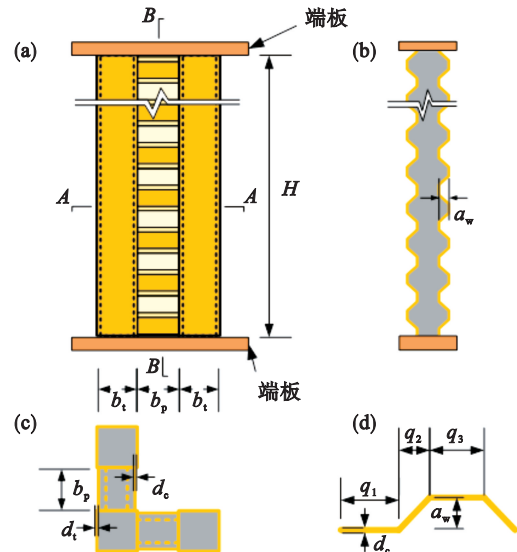 B
端板
(a)
(b)
H
A
A
a_w
B
端板
b_t
b_p
b_t
(c)
(d)
b_p
d_c
d_t
q_2
q_3
q_1
a_w
d_c